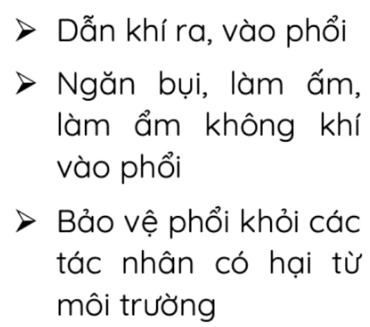 ➤ Dẫn khí ra, vào phổi
➤ Ngăn bụi, làm ấm,
làm ẩm không khí
vào phổi
➤ Bảo vệ phổi khỏi các
tác nhân có hại từ
môi trường